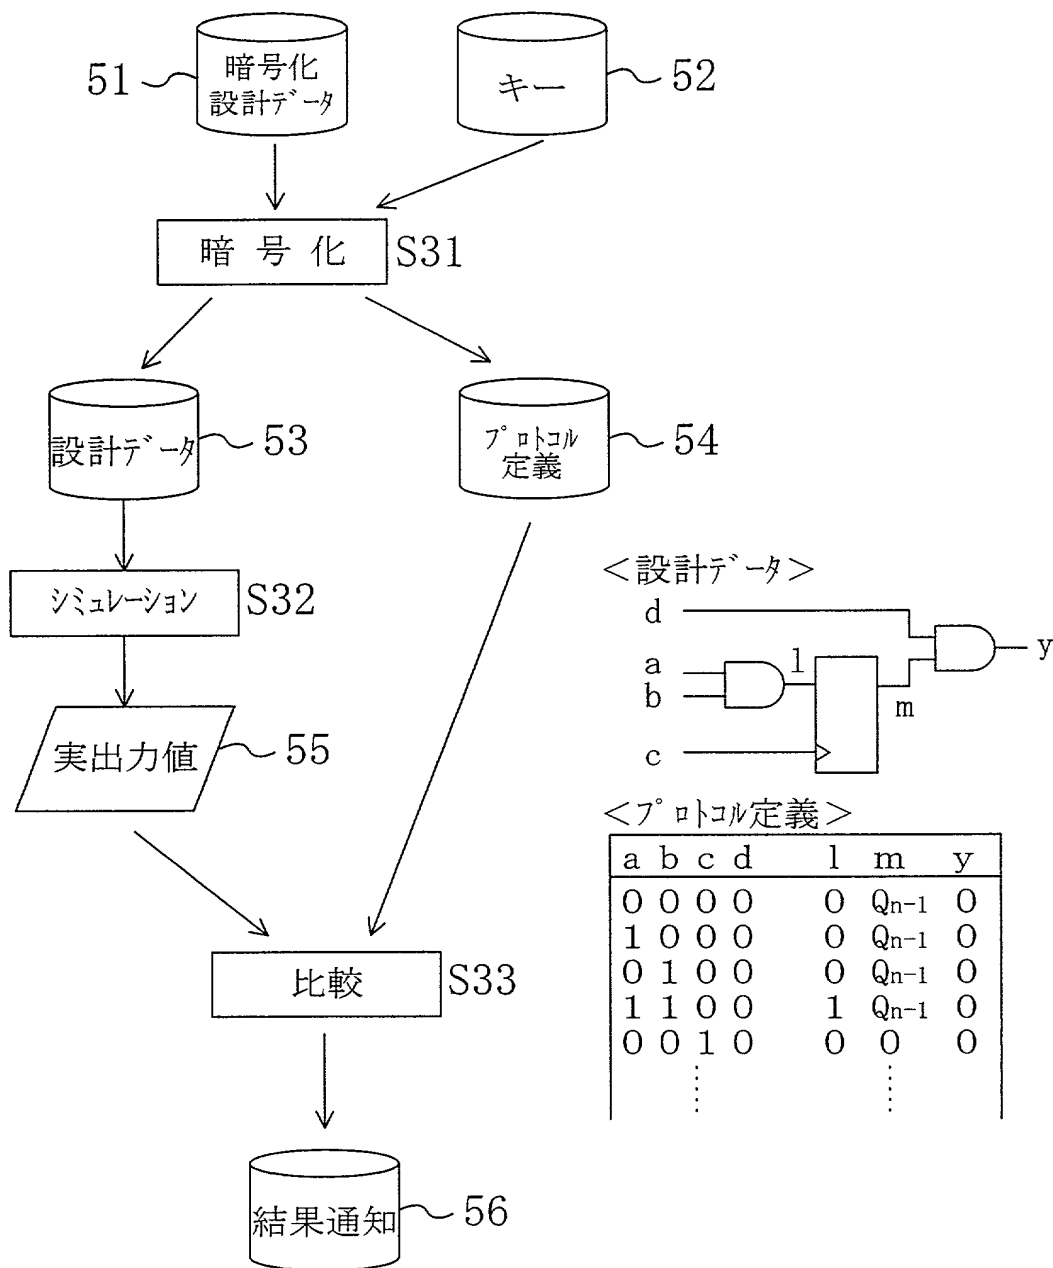 51
暗号化
設計データ
キー
52
暗号化
S31
設計データ
53
プロトコル
定義
54
シミュレーション
S32
実出力値
55
比較
S33
結果通知
56
<設計データ>
d
a
b
c
l
m
y
<プロトコル定義>
a b c d l m y
0 0 0 0 0 Qn-1 0
1 0 0 0 0 Qn-1 0
0 1 0 0 0 Qn-1 0
1 1 0 0 1 Qn-1 0
0 0 1 0 0 0 0